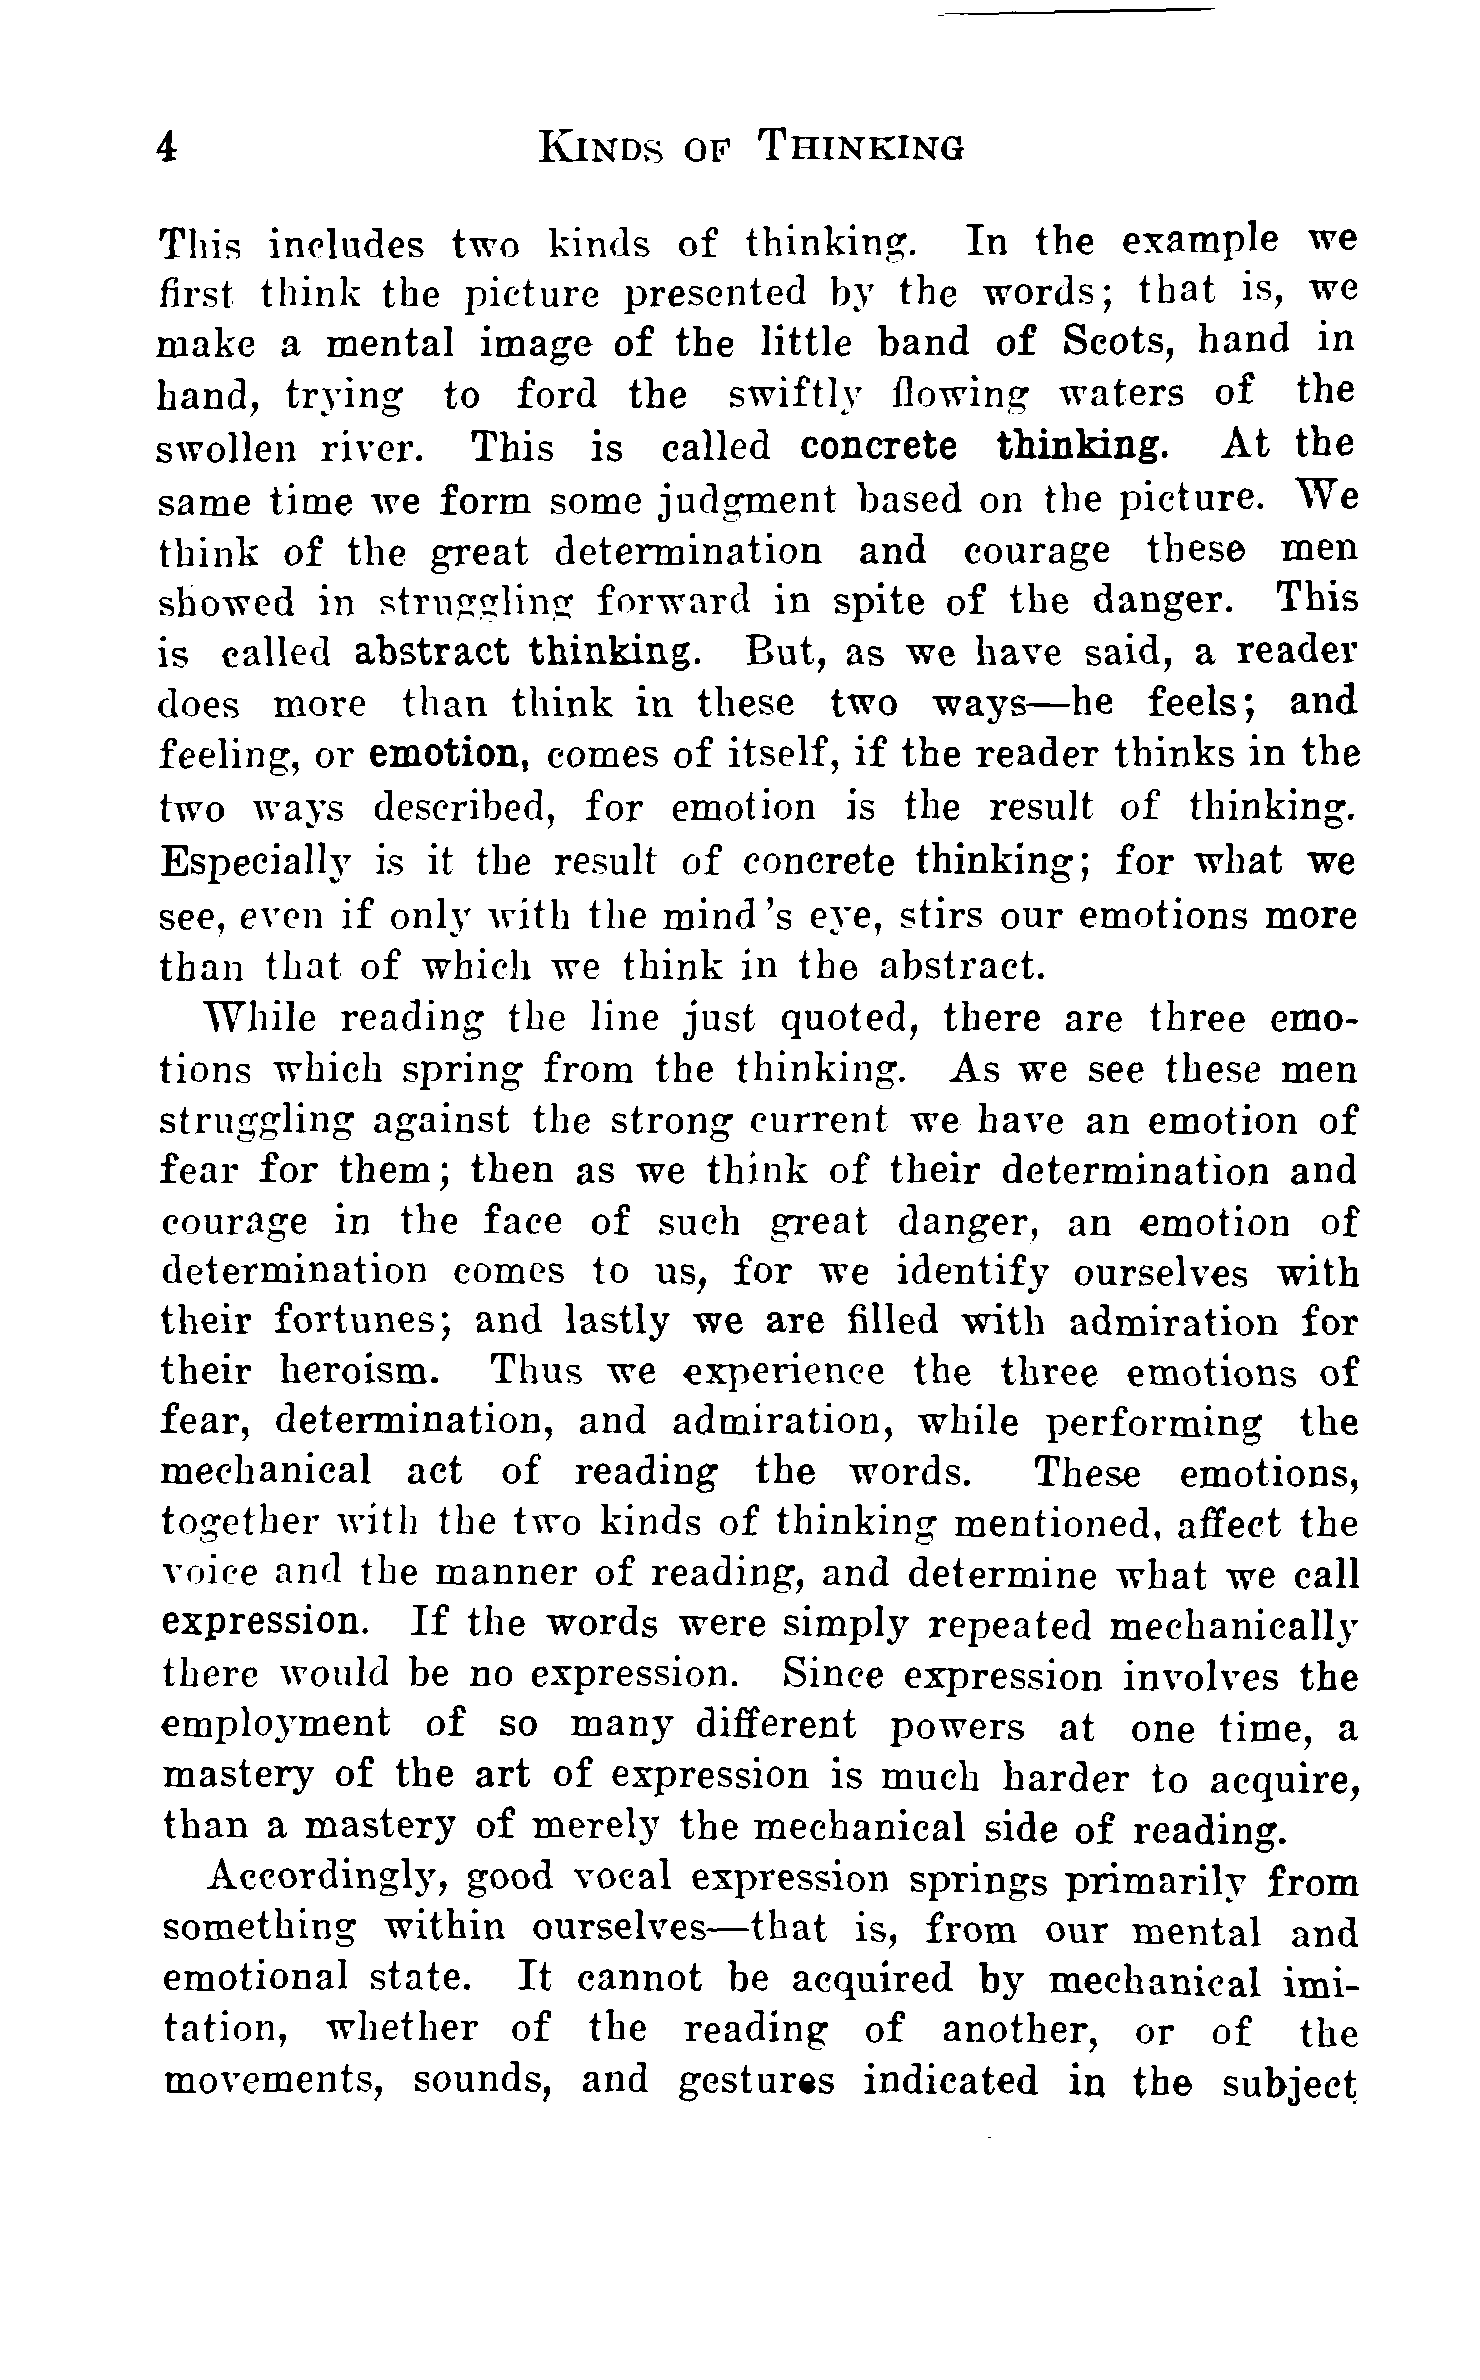 4 KINDS OF THINKING
This includes two kinds of thinking. In the example we
first think the picture presented by the words; that is, we
make a mental image of the little band of Scots, hand in
hand, trying to ford the swiftly flowing waters of the
swollen river. This is called concrete thinking. At the
same time we form some judgment based on the picture. We
think of the great determination and courage these men
showed in struggling forward in spite of the danger. This
is called abstract thinking. But, as we have said, a reader
does more than think in these two ways—he feels; and
feeling, or emotion, comes of itself, if the reader thinks in the
two ways described, for emotion is the result of thinking.
Especially is it the result of concrete thinking; for what we
see, even if only with the mind's eye, stirs our emotions more
than that of which we think in the abstract.
While reading the line just quoted, there are three emo-
tions which spring from the thinking. As we see these men
struggling against the strong current we have an emotion of
fear for them; then as we think of their determination and
courage in the face of such great danger, an emotion of
determination comes to us, for we identify ourselves with
their fortunes; and lastly we are filled with admiration for
their heroism. Thus we experience the three emotions of
fear, determination, and admiration, while performing the
mechanical act of reading the words. These emotions,
together with the two kinds of thinking mentioned, affect the
voice and the manner of reading, and determine what we call
expression. If the words were simply repeated mechanically
there would be no expression. Since expression involves the
employment of so many different powers at one time, a
mastery of the art of expression is much harder to acquire,
than a mastery of merely the mechanical side of reading.
Accordingly, good vocal expression springs primarily from
something within ourselves—that is, from our mental and
emotional state. It cannot be acquired by mechanical imi-
tation, whether of the reading of another, or of the
movements, sounds, and gestures indicated in the subject